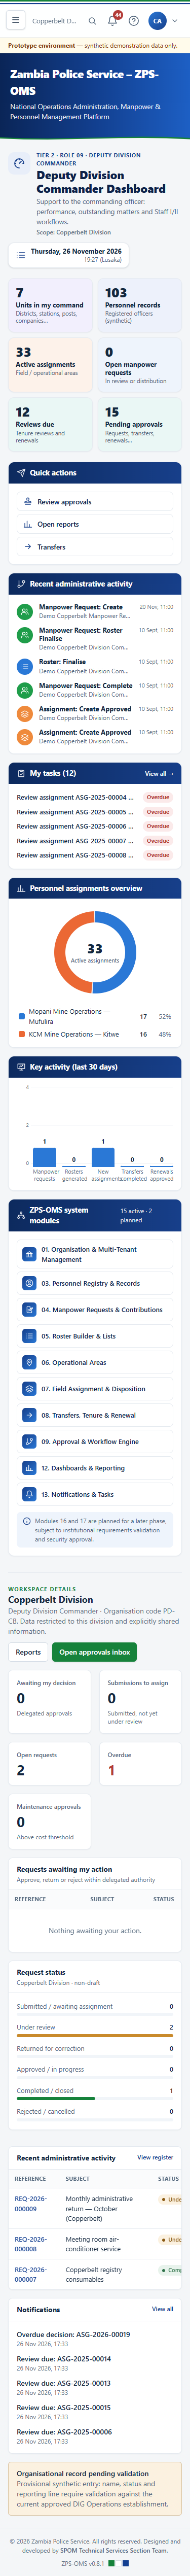 Copperbelt D...
44
CA
Prototype environment — synthetic demonstration data only.
Zambia Police Service – ZPS-
OMS
National Operations Administration, Manpower &
Personnel Management Platform
TIER 2 · ROLE 09 · DEPUTY DIVISION
COMMANDER
Deputy Division
Commander Dashboard
Support to the commanding officer:
performance, outstanding matters and Staff I/II
workflows.
Scope: Copperbelt Division
Thursday, 26 November 2026
19:27 (Lusaka)
7
Units in my command
Districts, stations, posts,
companies...
103
Personnel records
Registered officers
(synthetic)
33
Active assignments
Field / operational areas
0
Open manpower
requests
In review or distribution
12
Reviews due
Tenure reviews and
renewals
15
Pending approvals
Requests, transfers,
renewals...
Quick actions
Review approvals
Open reports
Transfers
Recent administrative activity
Manpower Request: Create
20 Nov, 11:00
Demo Copperbelt Manpower Re...
Manpower Request: Roster
Finalise
10 Sept, 11:00
Demo Copperbelt Division Com...
Roster: Finalise
10 Sept, 11:00
Demo Copperbelt Division Com...
Manpower Request: Complete
10 Sept, 11:00
Demo Copperbelt Division Com...
Assignment: Create Approved
10 Sept, 11:00
Demo Copperbelt Division Com...
Assignment: Create Approved
10 Sept, 11:00
Demo Copperbelt Division Com...
My tasks (12)
View all →
Review assignment ASG-2025-00004 ...
Overdue
Review assignment ASG-2025-00005 ...
Overdue
Review assignment ASG-2025-00006 ...
Overdue
Review assignment ASG-2025-00007 ...
Overdue
Review assignment ASG-2025-00008 ...
Overdue
Personnel assignments overview
33
Active assignments
Mopani Mine Operations —
Mufulira
17
52%
KCM Mine Operations — Kitwe
16
48%
Key activity (last 30 days)
4
2
0
1
0
1
0
0
Manpower
requests
Rosters
generated
New
assignments
Transfers
completed
Renewals
approved
ZPS-OMS system
modules
15 active · 2
planned
01. Organisation & Multi-Tenant
Management
03. Personnel Registry & Records
04. Manpower Requests & Contributions
05. Roster Builder & Lists
06. Operational Areas
07. Field Assignment & Disposition
08. Transfers, Tenure & Renewal
09. Approval & Workflow Engine
12. Dashboards & Reporting
13. Notifications & Tasks
Modules 16 and 17 are planned for a later phase,
subject to institutional requirements validation
and security approval.
WORKSPACE DETAILS
Copperbelt Division
Deputy Division Commander · Organisation code PD-
CB. Data restricted to this division and explicitly shared
information.
Reports
Open approvals inbox
Awaiting my decision
0
Delegated approvals
Submissions to assign
0
Submitted, not yet
under review
Open requests
2
Overdue
1
Maintenance approvals
0
Above cost threshold
Requests awaiting my action
Approve, return or reject within delegated authority
REFERENCE
SUBJECT
STATUS
Nothing awaiting your action.
Request status
Copperbelt Division · non-draft
Submitted / awaiting assignment
0
Under review
2
Returned for correction
0
Approved / in progress
0
Completed / closed
1
Rejected / cancelled
0
Recent administrative activity
View register
REFERENCE
SUBJECT
STATUS
REQ-2026-
000009
Monthly administrative
return — October
(Copperbelt)
Unde
REQ-2026-
000008
Meeting room air-
conditioner service
Unde
REQ-2026-
000007
Copperbelt registry
consumables
Comp
Notifications
View all
Overdue decision: ASG-2026-00019
26 Nov 2026, 17:33
Review due: ASG-2025-00014
26 Nov 2026, 17:33
Review due: ASG-2025-00013
26 Nov 2026, 17:33
Review due: ASG-2025-00015
26 Nov 2026, 17:33
Review due: ASG-2025-00006
26 Nov 2026, 17:33
Organisational record pending validation
Provisional synthetic entry: name, status and
reporting line require validation against the
current approved DIG Operations establishment.
© 2026 Zambia Police Service. All rights reserved. Designed and
developed by SPOM Technical Services Section Team.
ZPS-OMS v0.8.1